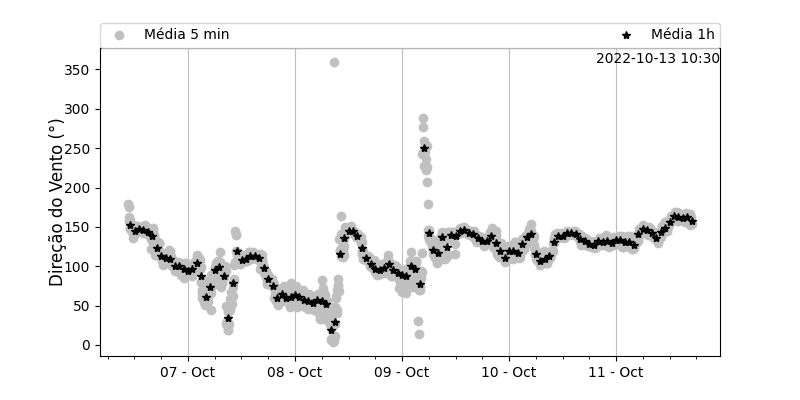 Média 5 min
Média 1h
2022-10-13 10:30
Direção do Vento (°)
350
300
250
200
150
100
50
0
07 - Oct
08 - Oct
09 - Oct
10 - Oct
11 - Oct